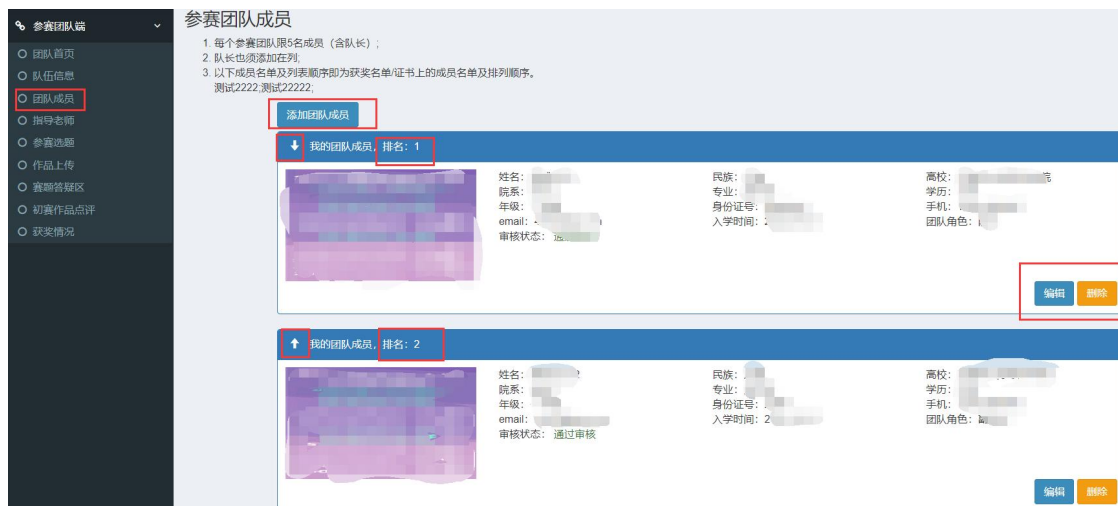 参赛团队端
团队首页
队伍信息
团队成员
指导老师
参赛选题
作品上传
赛题答疑区
初赛作品点评
获奖情况
参赛团队成员
1. 每个参赛团队限5名成员（含队长）;
2. 队长也须添加在列;
3. 以下成员名单及列表顺序即为获奖名单/证书上的成员名单及排列顺序。
测试2222;测试22222;
添加团队成员
我的团队成员, 排名：1
姓名：
民族：
高校：
院系：
专业：
学历：
年级：
身份证号：
手机：
email：
入学时间：
团队角色：
审核状态：
编辑 删除
我的团队成员, 排名：2
姓名：
民族：
高校：
院系：
专业：
学历：
年级：
身份证号：
手机：
email：
入学时间：2
团队角色：
审核状态： 通过审核
编辑 删除